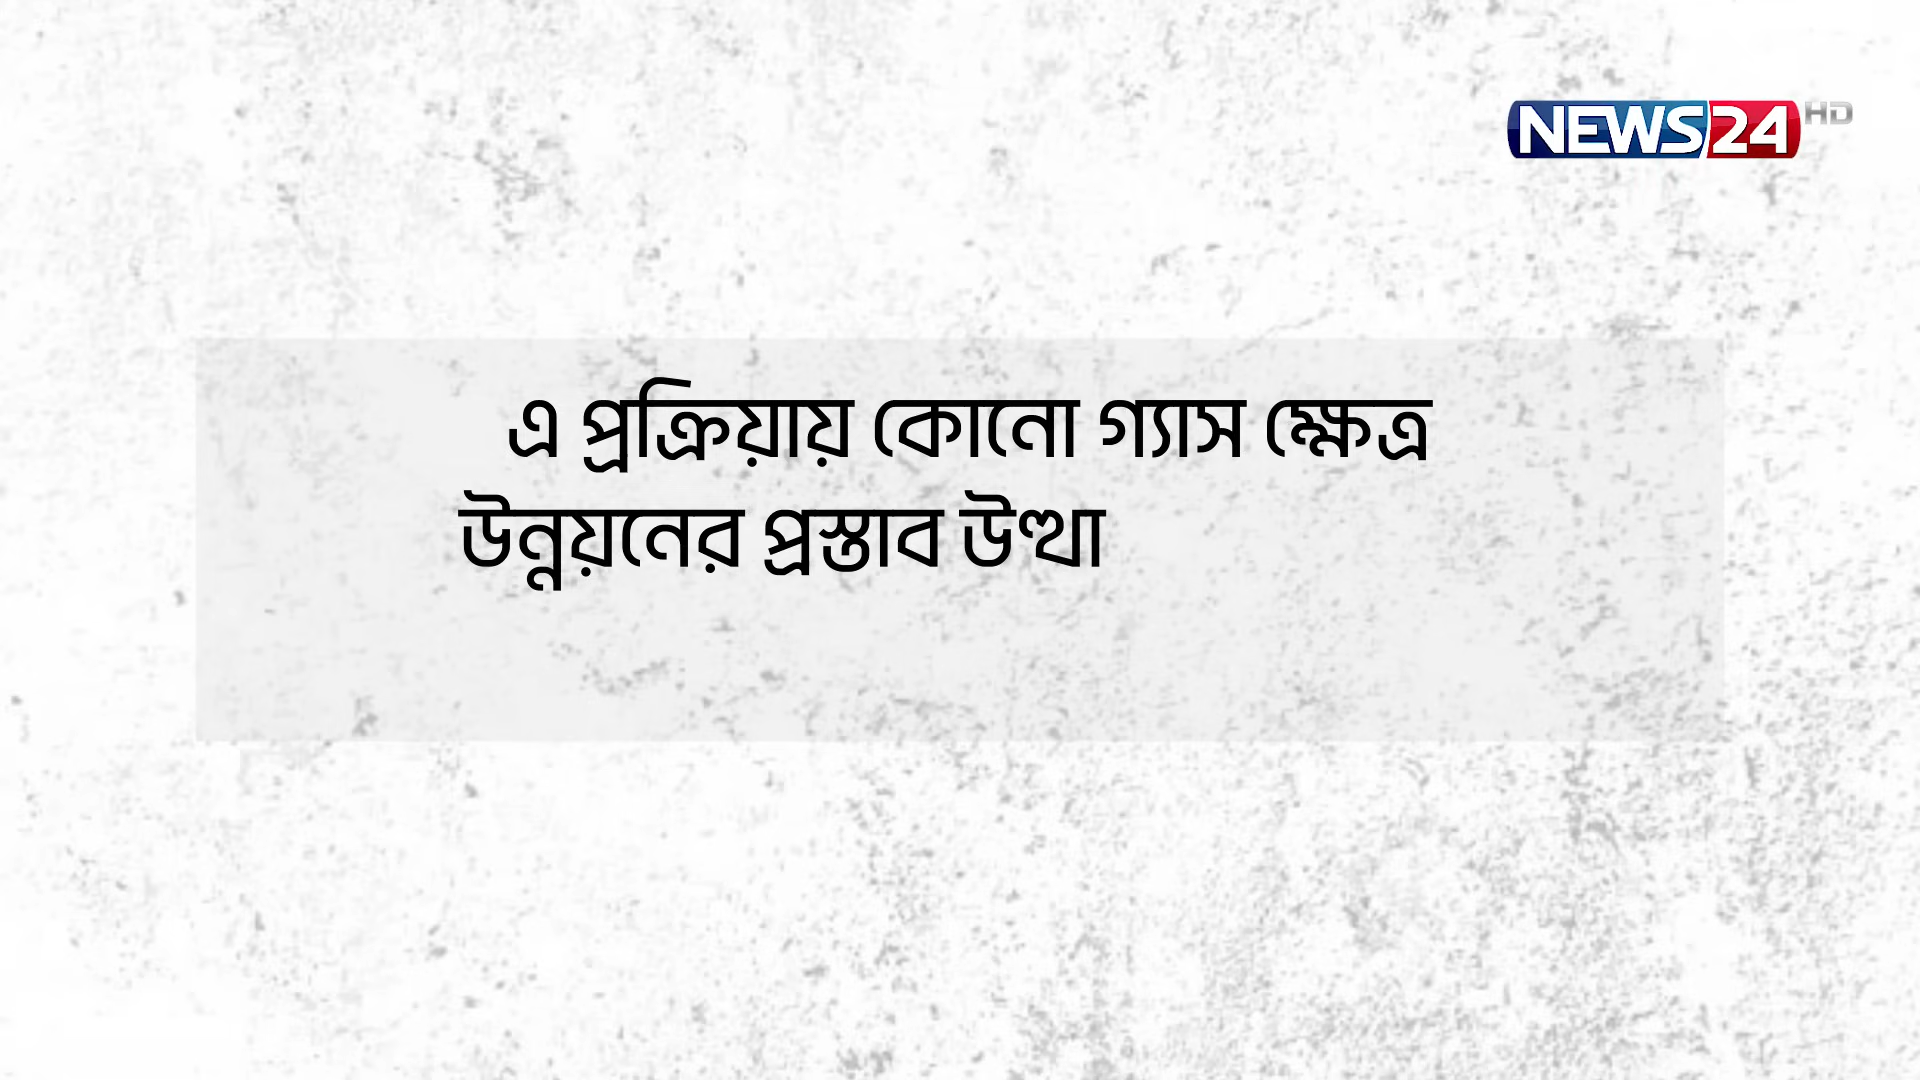 NEWS24 HD
এ প্রক্রিয়ায় কোনো গ্যাস ক্ষেত্র
উন্নয়নের প্রস্তাব উত্থা